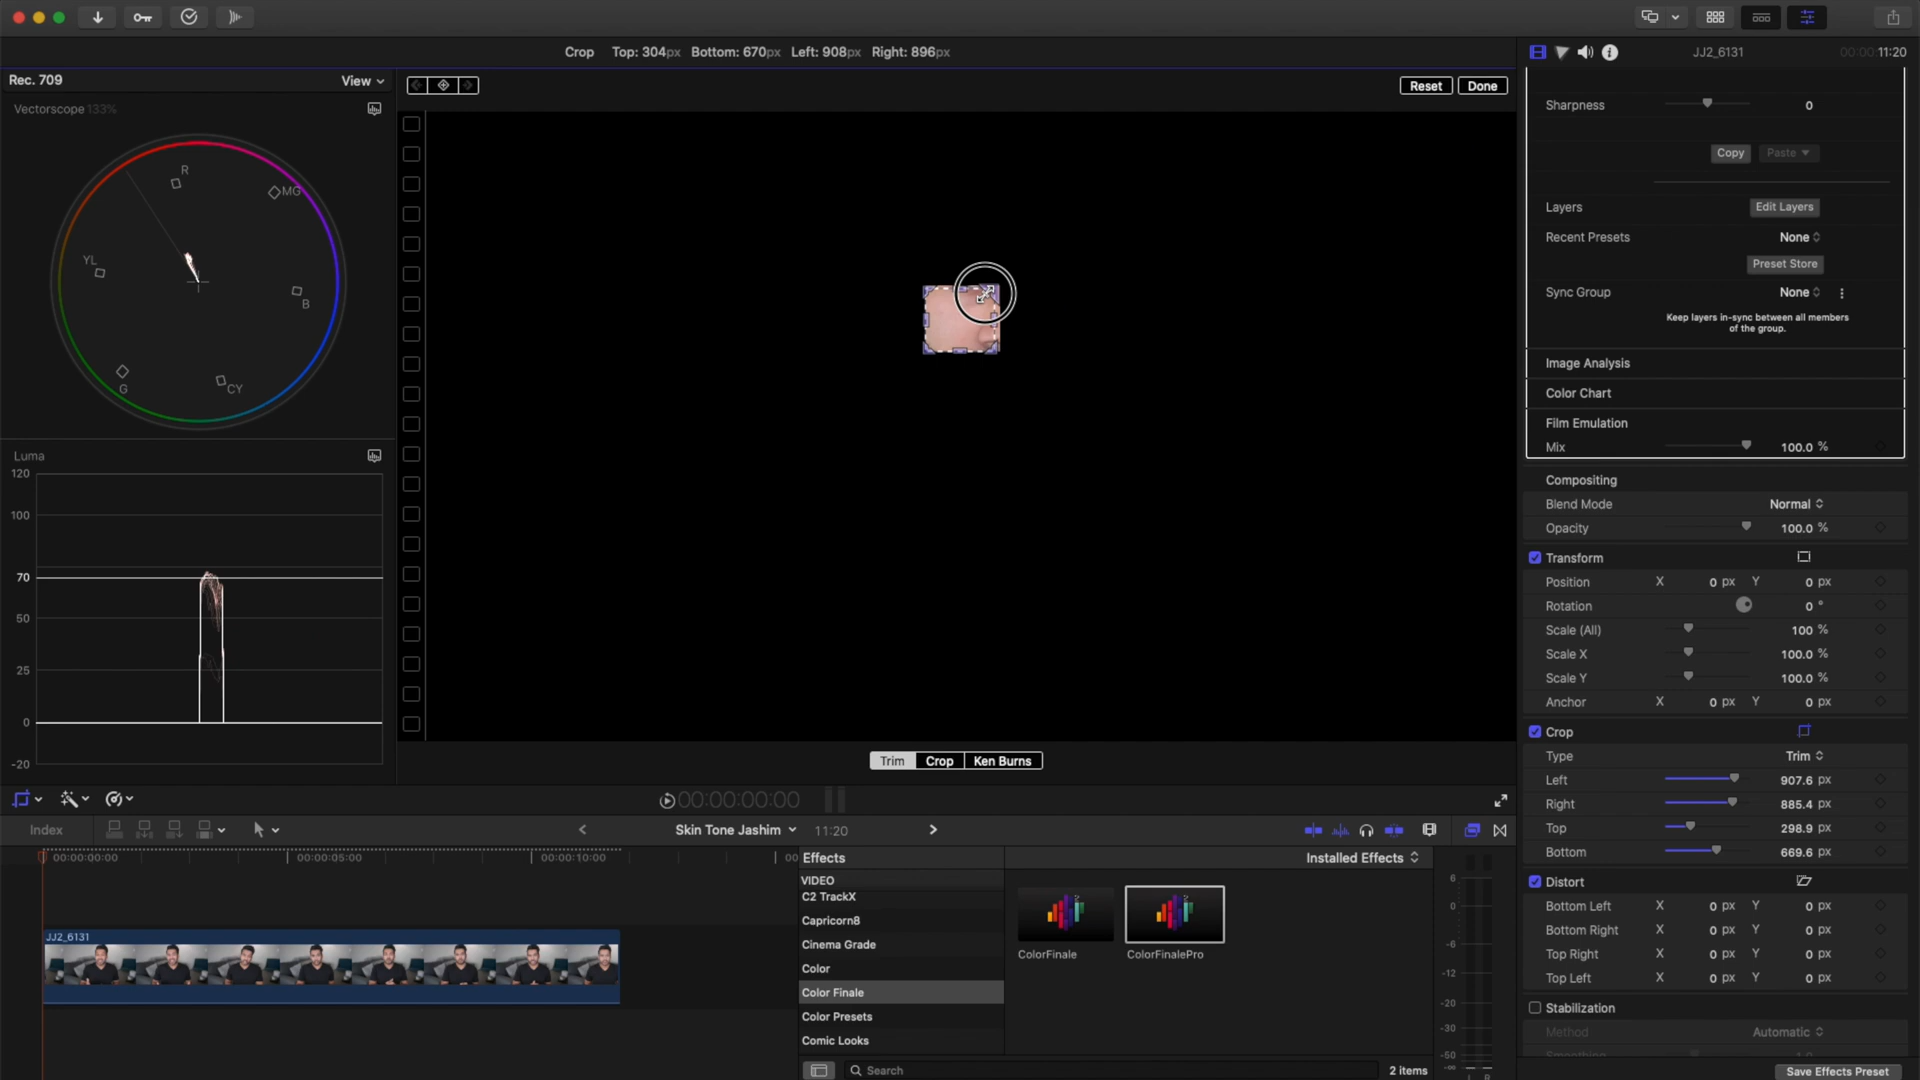 Crop Top: 304px Bottom: 670px Left: 908px Right: 896px
JJ2_6131 00:00:11:20
Rec. 709 View
Vectorscope 133%
R
MG
YL
B
G
CY
Luma
120
100
70
50
25
0
-20
Reset Done
Trim Crop Ken Burns
00:00:00:00
Sharpness 0
Copy Paste
Layers Edit Layers
Recent Presets None
Preset Store
Sync Group None
Keep layers in-sync between all members
of the group.
Image Analysis
Color Chart
Film Emulation
Mix 100.0 %
Compositing
Blend Mode Normal
Opacity 100.0 %
Transform
Position X 0 px Y 0 px
Rotation 0 °
Scale (All) 100 %
Scale X 100.0 %
Scale Y 100.0 %
Anchor X 0 px Y 0 px
Crop
Type Trim
Left 907.6 px
Right 885.4 px
Top 298.9 px
Bottom 669.6 px
Distort
Bottom Left X 0 px Y 0 px
Bottom Right X 0 px Y 0 px
Top Right X 0 px Y 0 px
Top Left X 0 px Y 0 px
Stabilization
Method Automatic
Save Effects Preset
Index
Skin Tone Jashim 11:20
00:00:00:00 00:00:05:00 00:00:10:00 00
JJ2_6131
Effects Installed Effects
VIDEO
C2 TrackX
Capricorn8
Cinema Grade
Color
Color Finale
Color Presets
Comic Looks
ColorFinale ColorFinalePro
Search 2 items
6
0
-6
-12
-20
-30
-50
-∞
L R